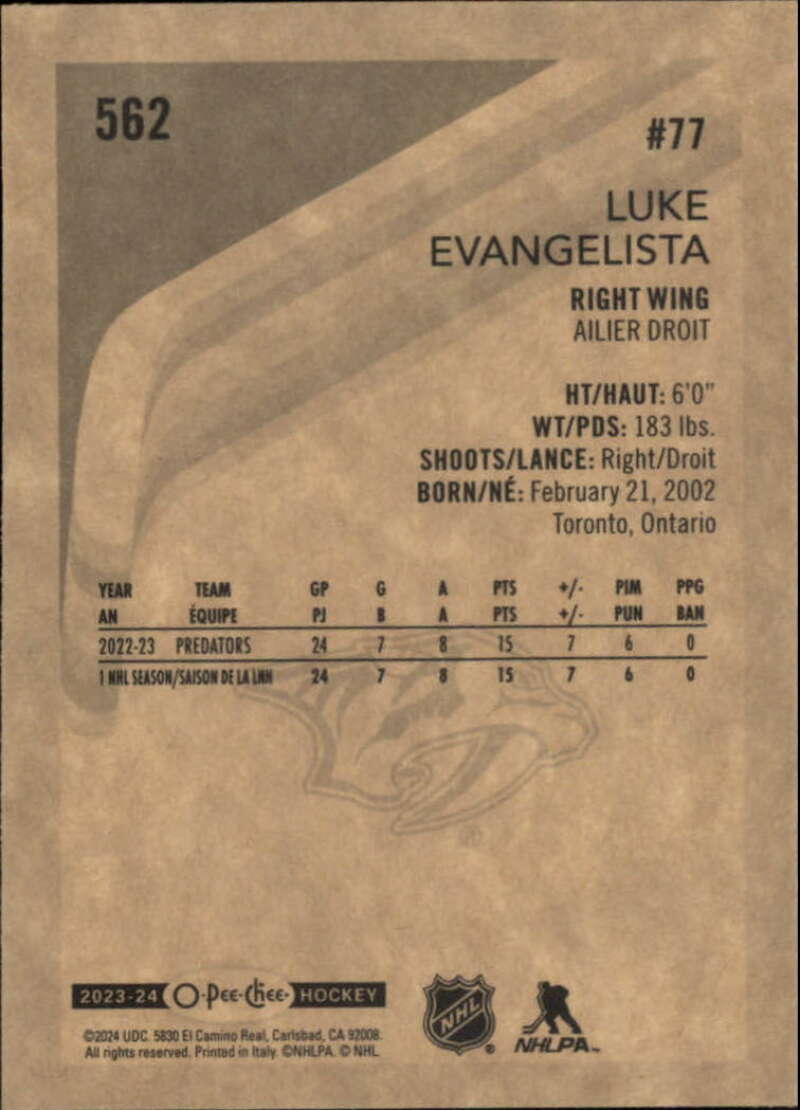 562
#77
LUKE
EVANGELISTA
RIGHT WING
AILIER DROIT
HT/HAUT: 6'0"
WT/PDS: 183 lbs.
SHOOTS/LANCE: Right/Droit
BORN/NÉ: February 21, 2002
Toronto, Ontario
YEAR TEAM GP G A PTS +/- PIM PPG
AN ÉQUIPE PJ B A PTS +/- PUN BAN
2022-23 PREDATORS 24 7 8 15 7 6 0
1 NHL SEASON/SAISON DE LA LNH 24 7 8 15 7 6 0
2023-24 O-Pee-Chee HOCKEY
©2024 UDC. 5830 El Camino Real, Carlsbad, CA 92008.
All rights reserved. Printed in Italy. ©NHLPA. © NHL
NHL ®
NHLPA™
®